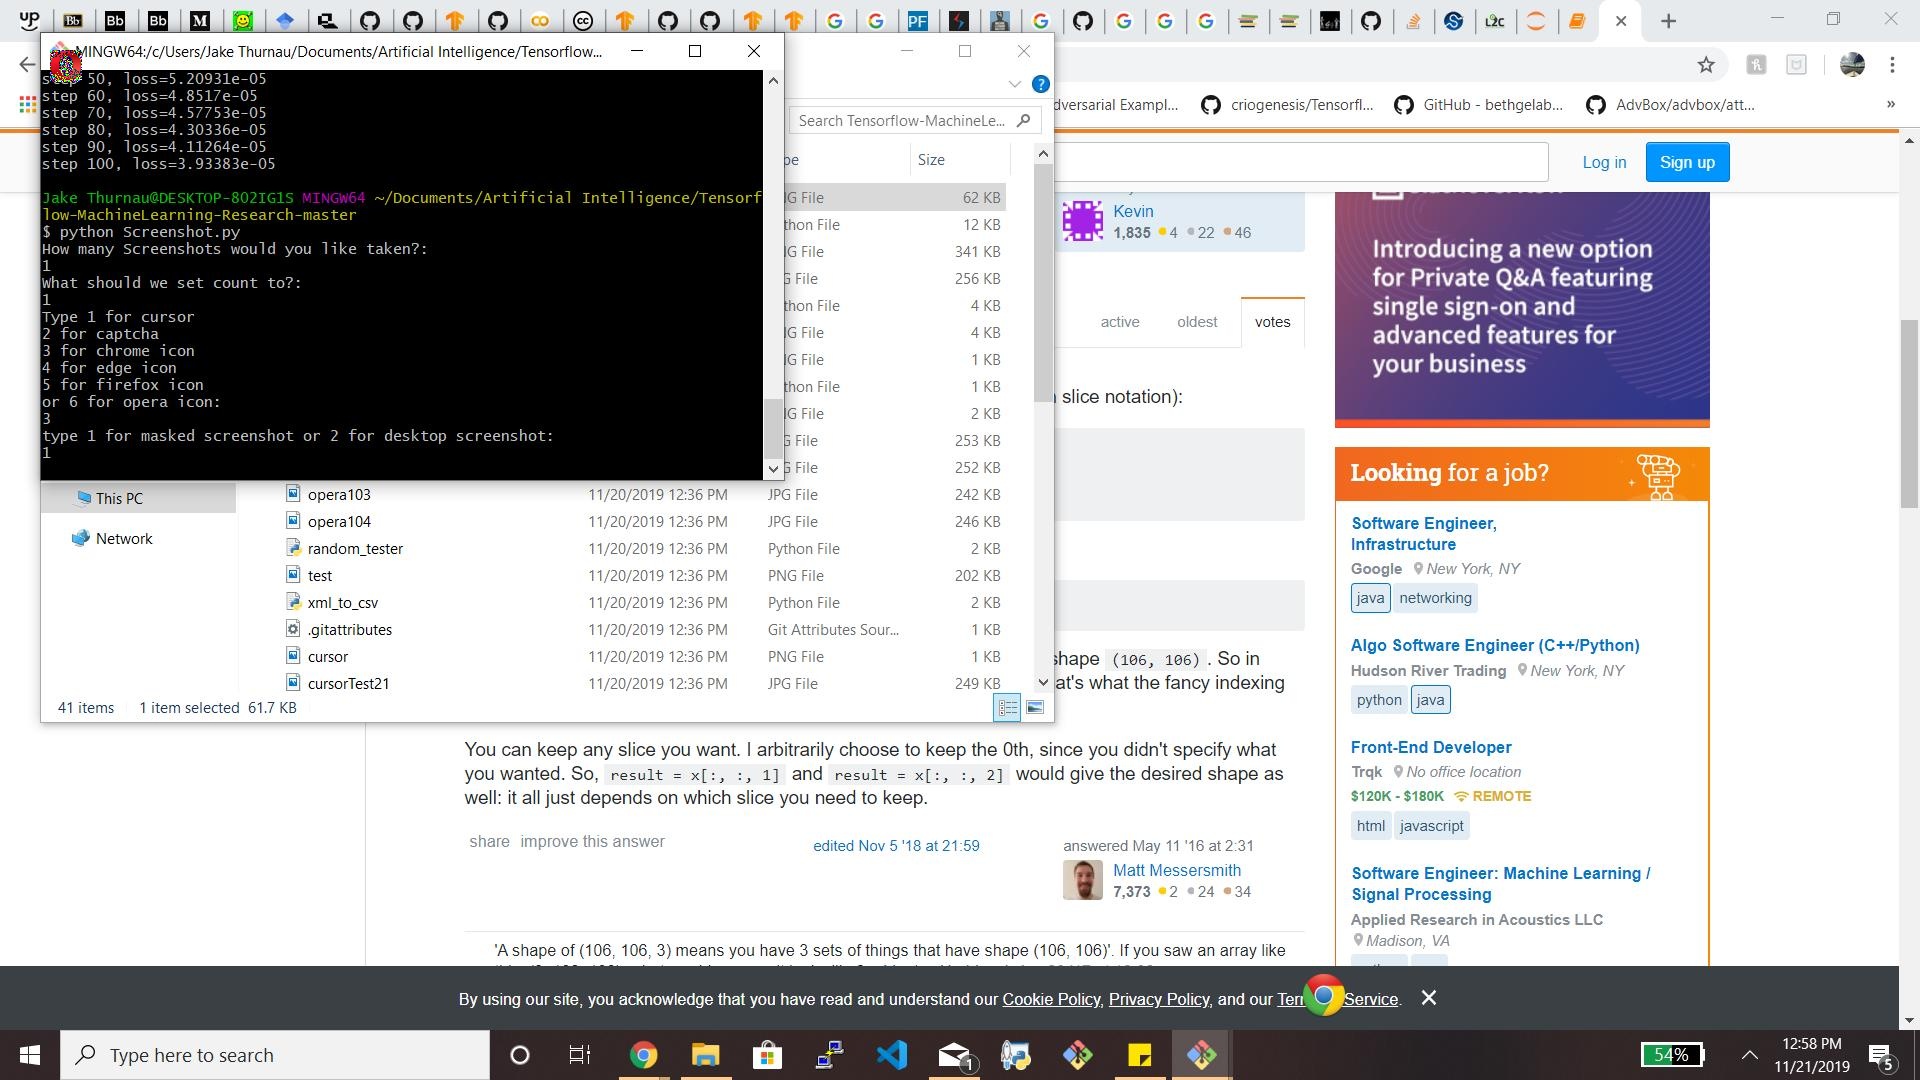 up Bb Bb Bb M PF L2C
MINGW64:/c/Users/Jake Thurnau/Documents/Artificial Intelligence/Tensorflow...
step 50, loss=5.20931e-05
step 60, loss=4.8517e-05
step 70, loss=4.57753e-05
step 80, loss=4.30336e-05
step 90, loss=4.11264e-05
step 100, loss=3.93383e-05
Jake Thurnau@DESKTOP-802IG1S MINGW64 ~/Documents/Artificial Intelligence/Tensorf
low-MachineLearning-Research-master
$ python Screenshot.py
How many Screenshots would you like taken?:
1
What should we set count to?:
1
Type 1 for cursor
2 for captcha
3 for chrome icon
4 for edge icon
5 for firefox icon
or 6 for opera icon:
3
type 1 for masked screenshot or 2 for desktop screenshot:
1
Search Tensorflow-MachineLe...
pe Size
NG File 62 KB
thon File 12 KB
NG File 341 KB
G File 256 KB
thon File 4 KB
NG File 4 KB
NG File 1 KB
thon File 1 KB
NG File 2 KB
G File 253 KB
G File 252 KB
This PC
Network
opera103 11/20/2019 12:36 PM JPG File 242 KB
opera104 11/20/2019 12:36 PM JPG File 246 KB
random_tester 11/20/2019 12:36 PM Python File 2 KB
test 11/20/2019 12:36 PM PNG File 202 KB
xml_to_csv 11/20/2019 12:36 PM Python File 2 KB
.gitattributes 11/20/2019 12:36 PM Git Attributes Sour... 1 KB
cursor 11/20/2019 12:36 PM PNG File 1 KB
cursorTest21 11/20/2019 12:36 PM JPG File 249 KB
41 items 1 item selected 61.7 KB
dversarial Exampl... criogenesis/Tensorfl... GitHub - bethgelab... AdvBox/advbox/att... »
Log in Sign up
Kevin
1,835 4 22 46
active oldest votes
slice notation):
shape (106, 106) . So in
at's what the fancy indexing
You can keep any slice you want. I arbitrarily choose to keep the 0th, since you didn't specify what
you wanted. So, result = x[:, :, 1] and result = x[:, :, 2] would give the desired shape as
well: it all just depends on which slice you need to keep.
share improve this answer
edited Nov 5 '18 at 21:59
answered May 11 '16 at 2:31
Matt Messersmith
7,373 2 24 34
'A shape of (106, 106, 3) means you have 3 sets of things that have shape (106, 106)'. If you saw an array like
Introducing a new option
for Private Q&A featuring
single sign-on and
advanced features for
your business
Looking for a job?
Software Engineer,
Infrastructure
Google New York, NY
java networking
Algo Software Engineer (C++/Python)
Hudson River Trading New York, NY
python java
Front-End Developer
Trqk No office location
$120K - $180K REMOTE
html javascript
Software Engineer: Machine Learning /
Signal Processing
Applied Research in Acoustics LLC
Madison, VA
By using our site, you acknowledge that you have read and understand our Cookie Policy, Privacy Policy, and our Ter Service.
Type here to search
1
54%
12:58 PM
11/21/2019
5